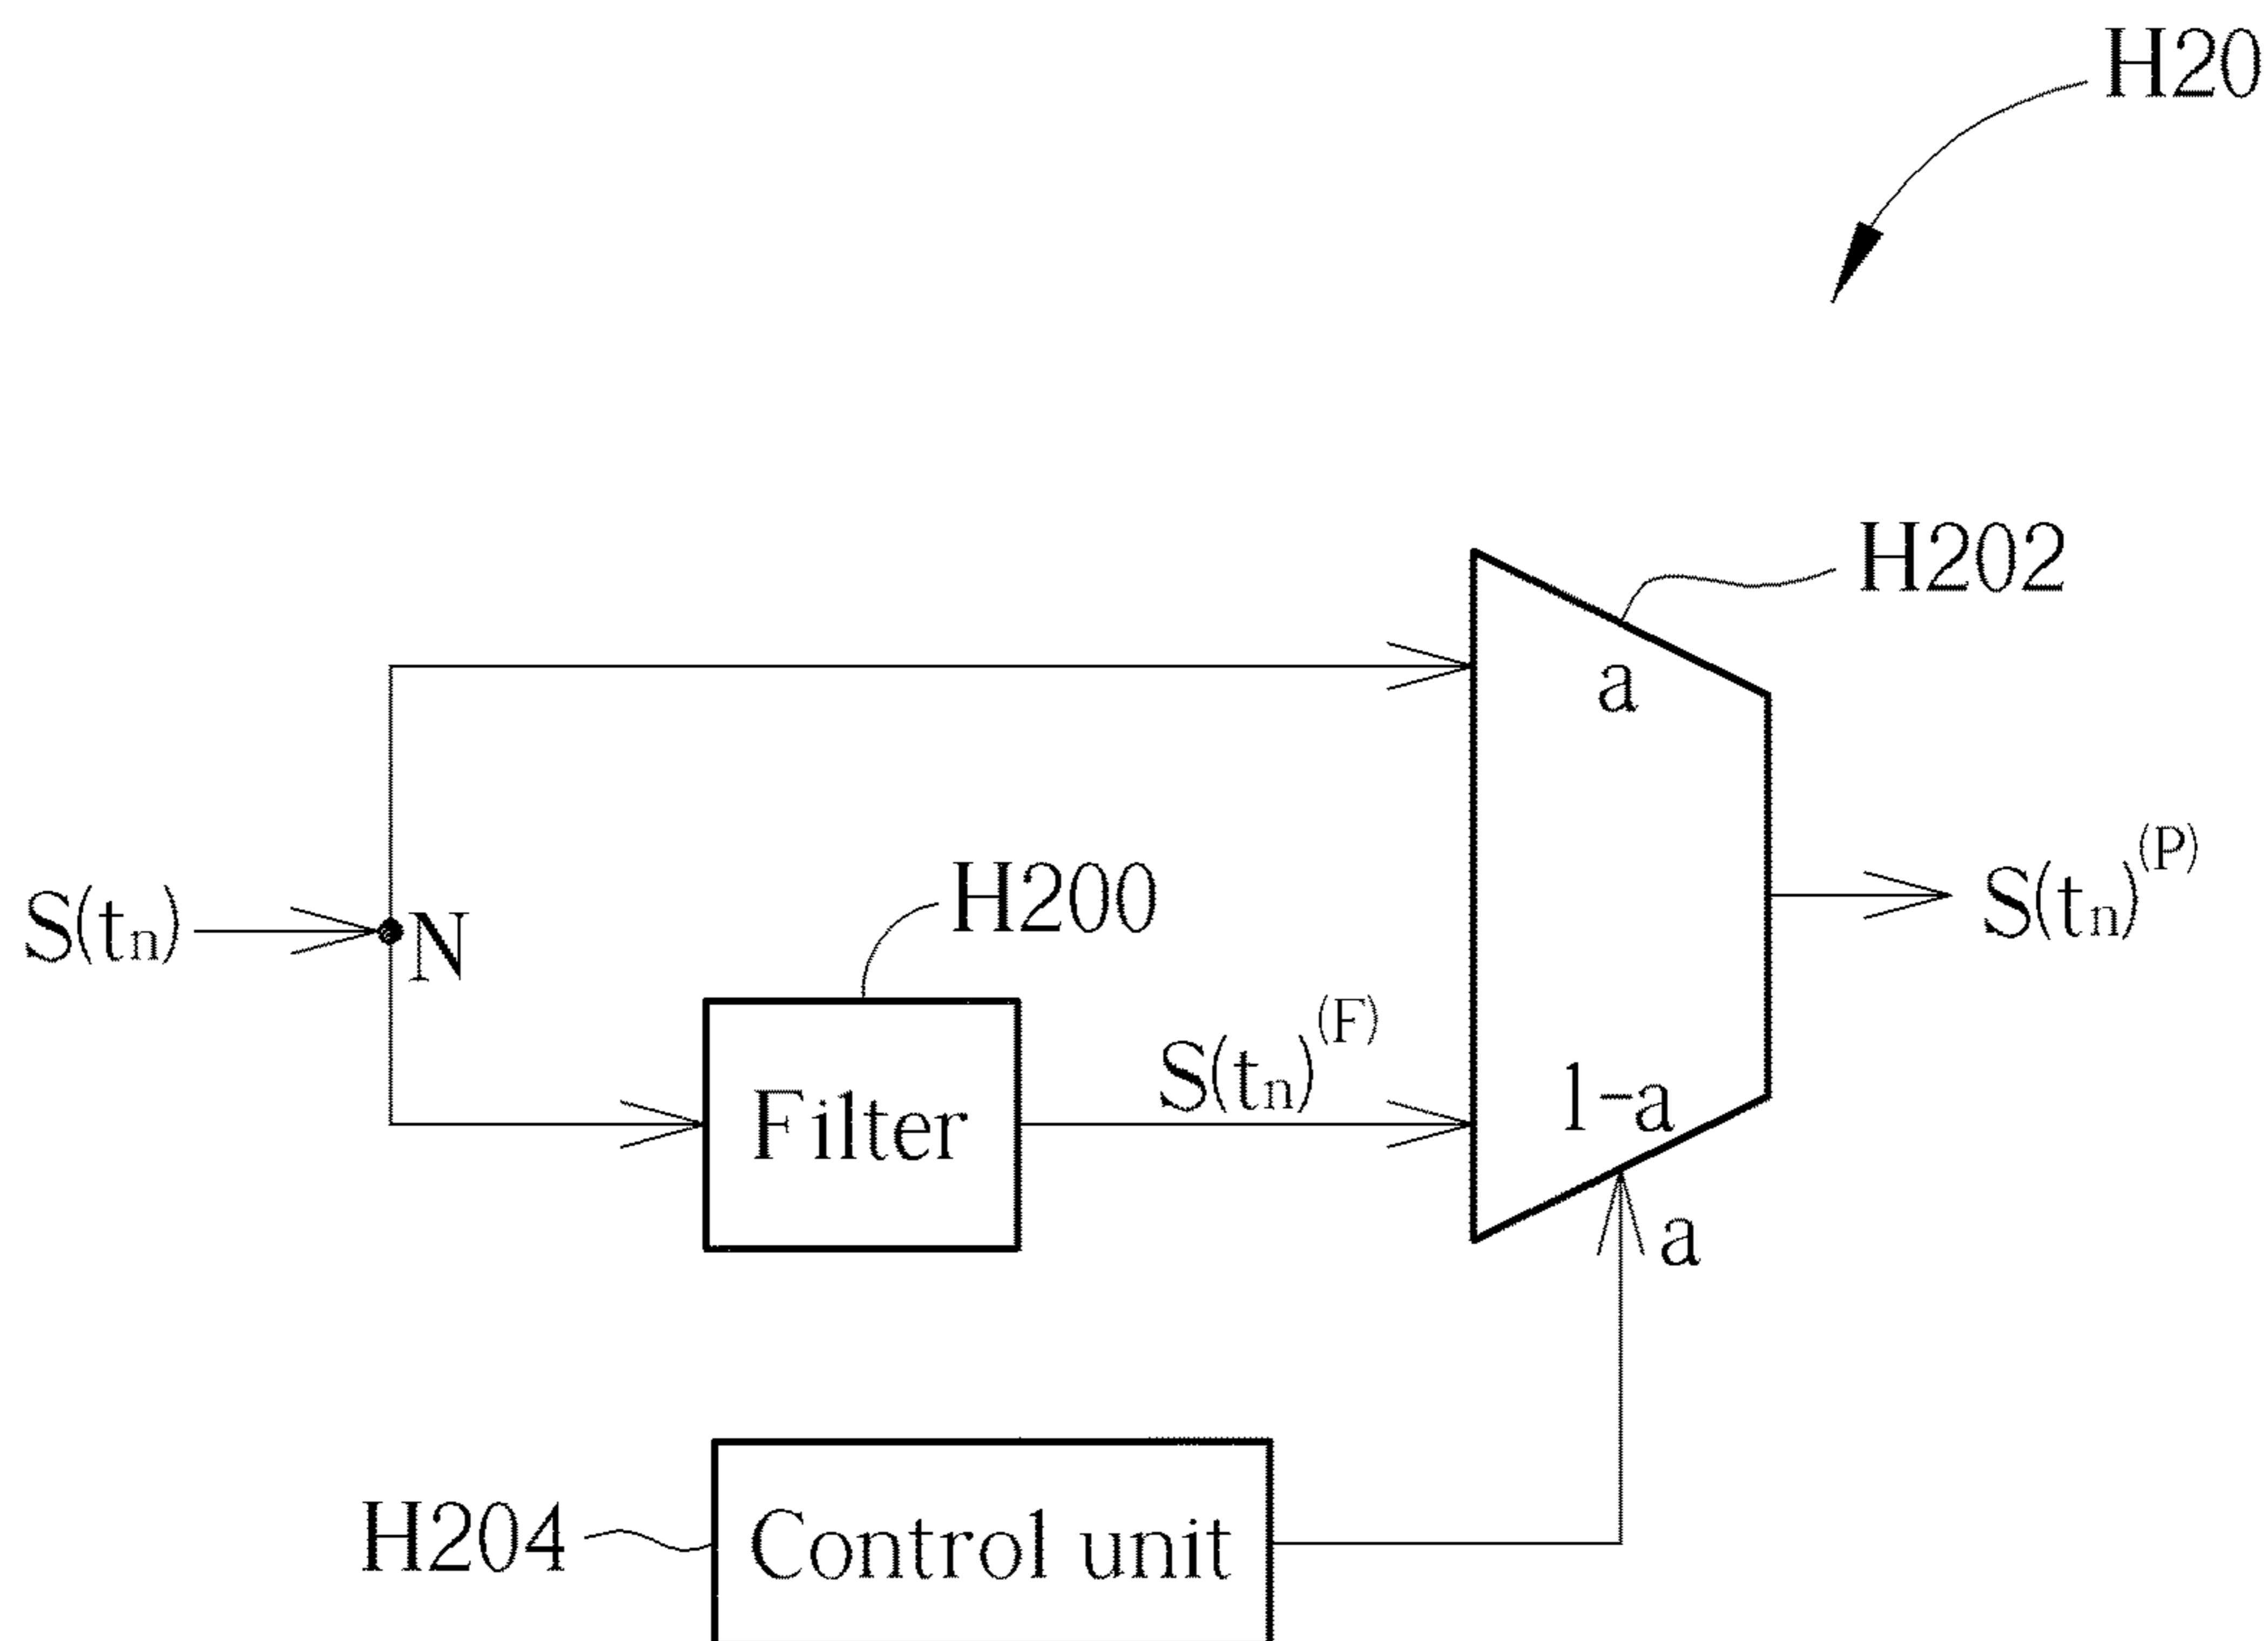 H20
H202
a
S(tn)
N
H200
S(tn)(P)
S(tn)(F)
Filter
1-a
a
H204
Control unit